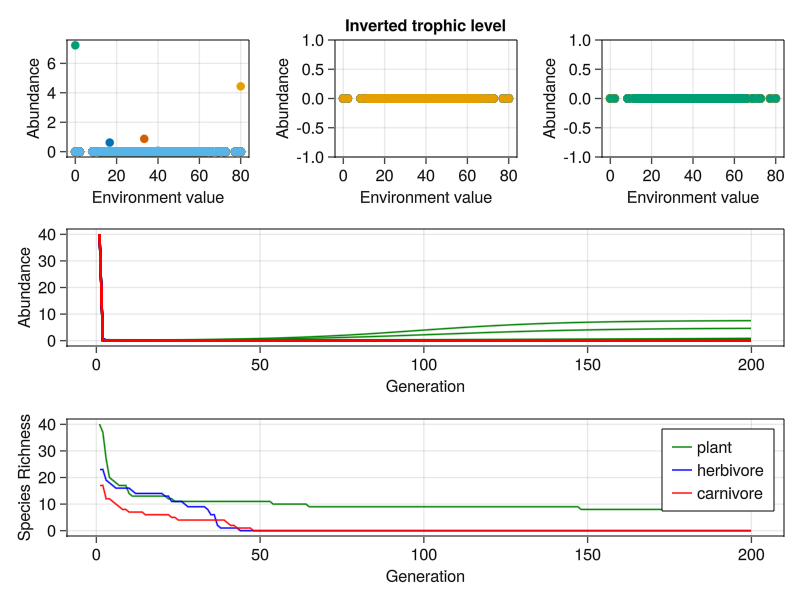 Inverted trophic level
Abundance
6
4
2
0
0 20 40 60 80
Environment value
Abundance
1.0
0.5
0.0
-0.5
-1.0
0 20 40 60 80
Environment value
Abundance
1.0
0.5
0.0
-0.5
-1.0
0 20 40 60 80
Environment value
Abundance
40
30
20
10
0
0 50 100 150 200
Generation
Species Richness
40
30
20
10
0
0 50 100 150 200
Generation
plant
herbivore
carnivore